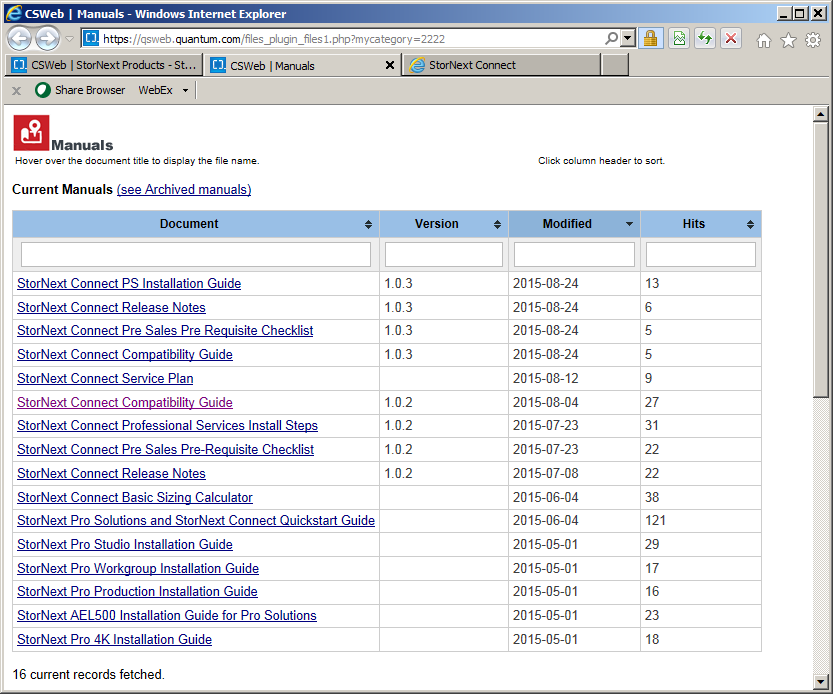 CSWeb | Manuals - Windows Internet Explorer
https://qsweb.quantum.com/files_plugin_files1.php?mycategory=2222
CSWeb | StorNext Products - St... CSWeb | Manuals StorNext Connect
Share Browser WebEx
Manuals
Hover over the document title to display the file name. Click column header to sort.
Current Manuals (see Archived manuals)
Document Version Modified Hits
StorNext Connect PS Installation Guide 1.0.3 2015-08-24 13
StorNext Connect Release Notes 1.0.3 2015-08-24 6
StorNext Connect Pre Sales Pre Requisite Checklist 1.0.3 2015-08-24 5
StorNext Connect Compatibility Guide 1.0.3 2015-08-24 5
StorNext Connect Service Plan 2015-08-12 9
StorNext Connect Compatibility Guide 1.0.2 2015-08-04 27
StorNext Connect Professional Services Install Steps 1.0.2 2015-07-23 31
StorNext Connect Pre Sales Pre-Requisite Checklist 1.0.2 2015-07-23 22
StorNext Connect Release Notes 1.0.2 2015-07-08 22
StorNext Connect Basic Sizing Calculator 2015-06-04 38
StorNext Pro Solutions and StorNext Connect Quickstart Guide 2015-06-04 121
StorNext Pro Studio Installation Guide 2015-05-01 29
StorNext Pro Workgroup Installation Guide 2015-05-01 17
StorNext Pro Production Installation Guide 2015-05-01 16
StorNext AEL500 Installation Guide for Pro Solutions 2015-05-01 23
StorNext Pro 4K Installation Guide 2015-05-01 18
16 current records fetched.